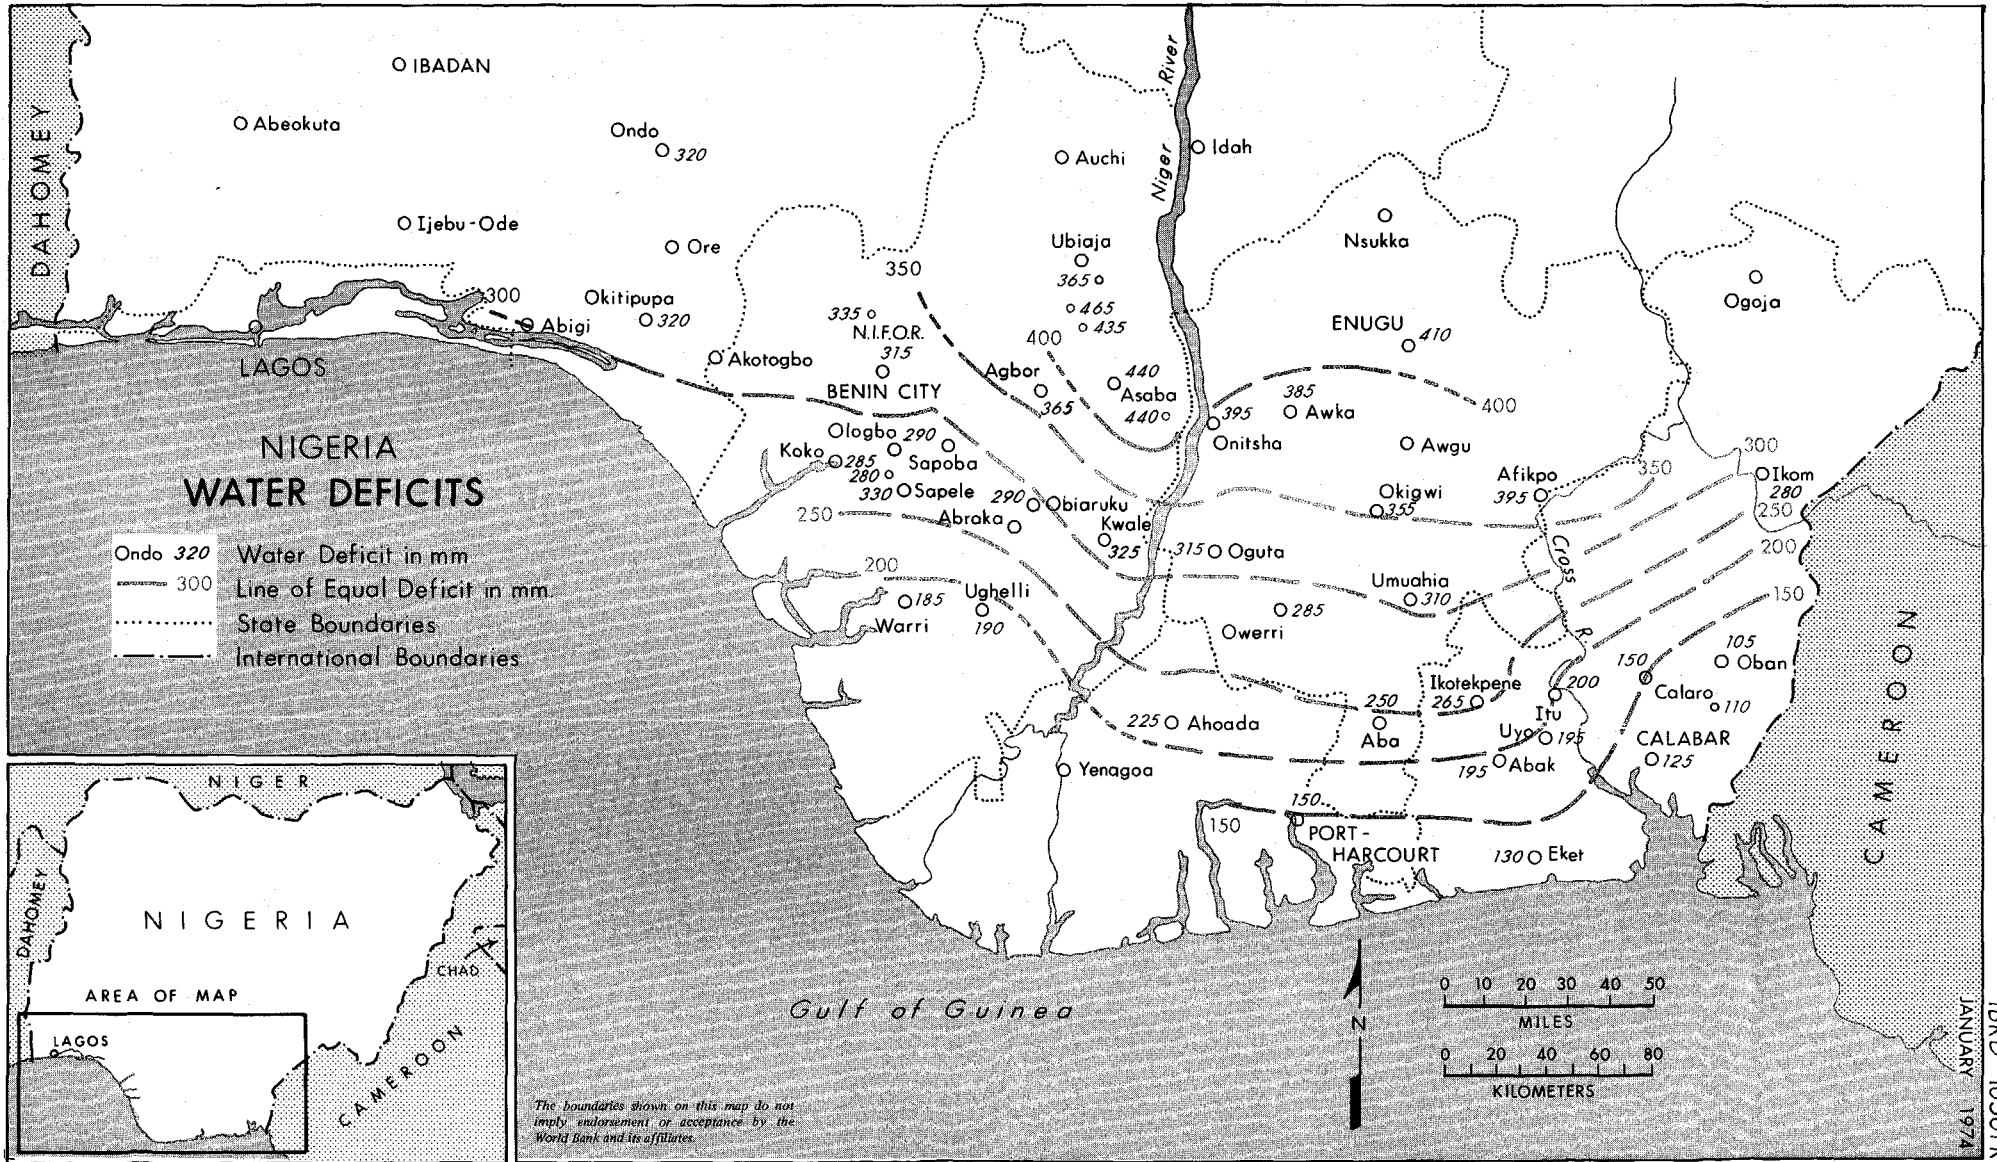 IBADAN
Abeokuta
Ondo
320
Auchi
Idah
Niger River
DAHOMEY
Ijebu-Ode
Ore
Ubiaja
365
Nsukka
Ogoja
350
300
Okitipupa
320
Abigi
335
465
435
N.I.F.O.R.
315
400
ENUGU
410
LAGOS
Akotogbo
BENIN CITY
Agbor
365
440
Asaba
440
395
Onitsha
385
Awka
400
NIGERIA
WATER DEFICITS
Ologbo
290
Koko
285
Sapoba
280
330
Sapele
290
Obiaruku
Abraka
Kwale
325
Awgu
Afikpo
395
350
300
Ikom
280
250
Okigwi
355
250
200
315
Oguta
Cross R.
200
150
Ondo 320 Water Deficit in mm
300 Line of Equal Deficit in mm.
State Boundaries
International Boundaries
185
Warri
Ughelli
190
Umuahia
310
285
Owerri
105
Oban
150
Calaro
110
Ikotekpene
265
200
Itu
225
Ahoada
250
Aba
Uyo
195
195
Abak
CALABAR
125
CAMEROON
Yenagoa
150
150
PORT-
HARCOURT
130
Eket
NIGER
DAHOMEY
NIGERIA
CHAD
AREA OF MAP
LAGOS
CAMEROON
Gulf of Guinea
N
0 10 20 30 40 50
MILES
0 20 40 60 80
KILOMETERS
The boundaries shown on this map do not
imply endorsement or acceptance by the
World Bank and its affiliates.
JANUARY 1974